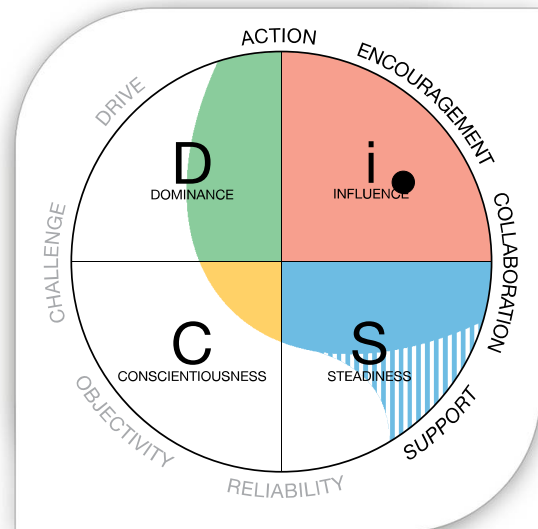 ACTION
ENCOURAGEMENT
DRIVE
D
DOMINANCE
i
INFLUENCE
CHALLENGE
COLLABORATION
C
CONSCIENTIOUSNESS
S
STEADINESS
OBJECTIVITY
SUPPORT
RELIABILITY